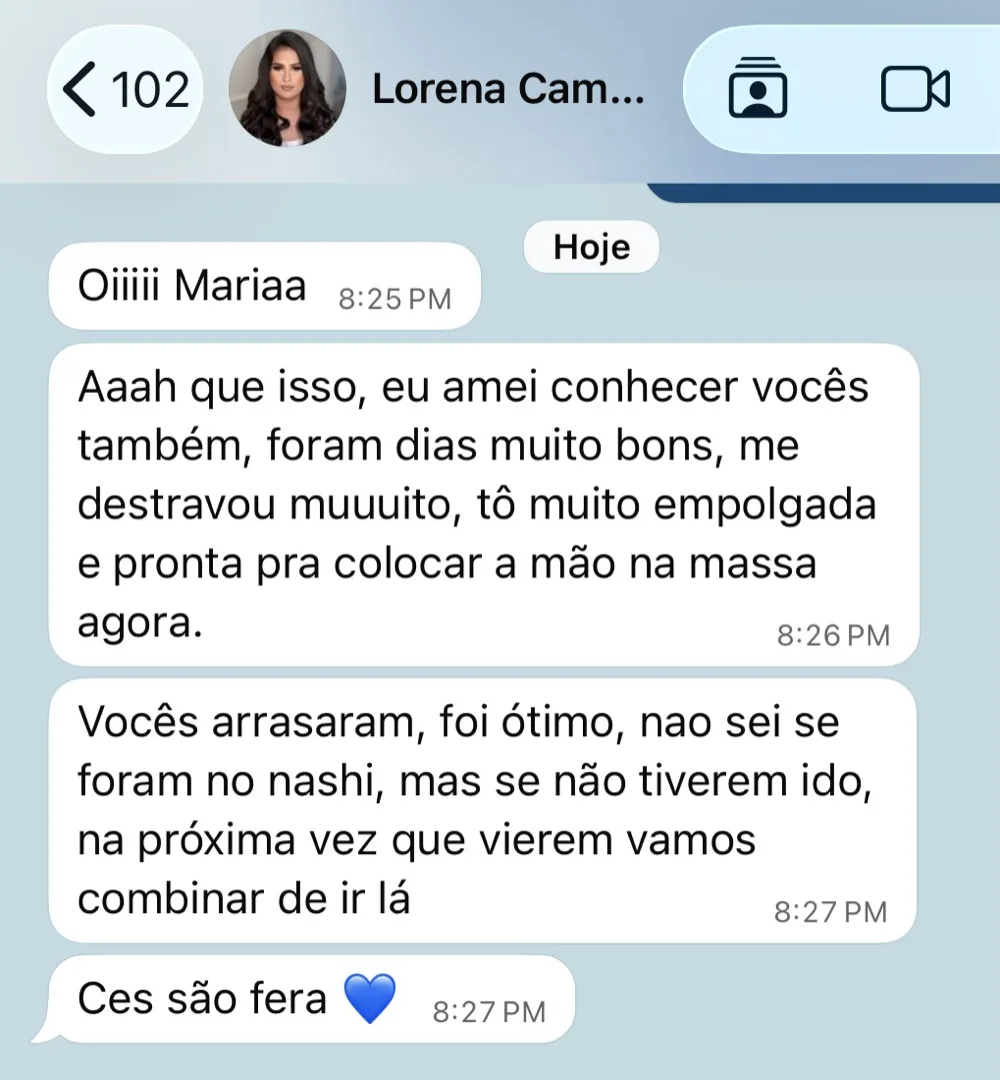 102
Lorena Cam...
Hoje
Oiiiii Mariaa 8:25 PM
Aaah que isso, eu amei conhecer vocês
também, foram dias muito bons, me
destravou muuuito, tô muito empolgada
e pronta pra colocar a mão na massa
agora. 8:26 PM
Vocês arrasaram, foi ótimo, nao sei se
foram no nashi, mas se não tiverem ido,
na próxima vez que vierem vamos
combinar de ir lá 8:27 PM
Ces são fera 💙 8:27 PM